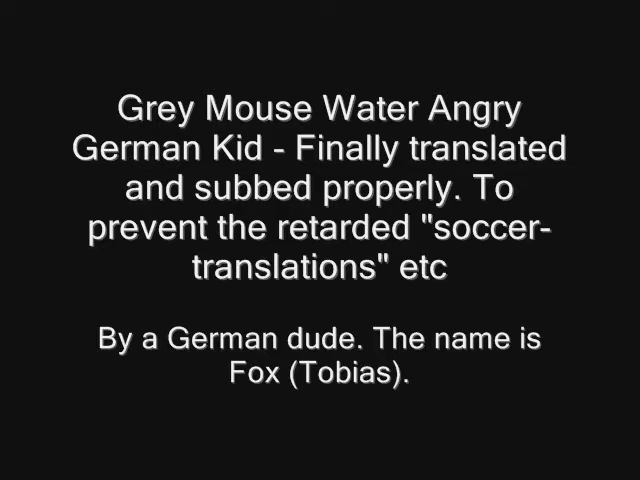 Grey Mouse Water Angry
German Kid - Finally translated
and subbed properly. To
prevent the retarded "soccer-
translations" etc
By a German dude. The name is
Fox (Tobias).